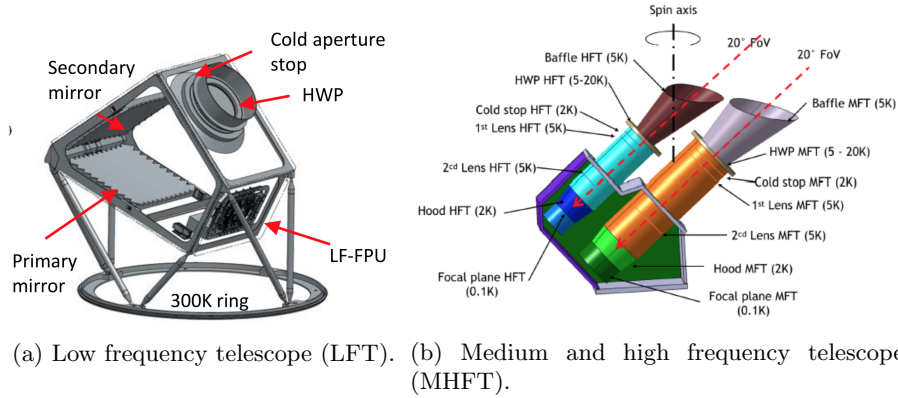 Cold aperture
stop
HWP
Secondary
mirror
)
Primary
mirror
300K ring
LF-FPU
(a) Low frequency telescope (LFT).
Spin axis
20° FoV
20° FoV
Baffle HFT (5K)
HWP HFT (5-20K)
Cold stop HFT (2K)
1st Lens HFT (5K)
2cd Lens HFT (5K)
Hood HFT (2K)
Focal plane HFT
(0.1K)
Baffle MFT (5K)
HWP MFT (5 - 20K)
Cold stop MFT (2K)
1st Lens MFT (5K)
2cd Lens MFT (5K)
Hood MFT (2K)
Focal plane MFT
(0.1K)
(b) Medium and high frequency telescope
(MHFT).